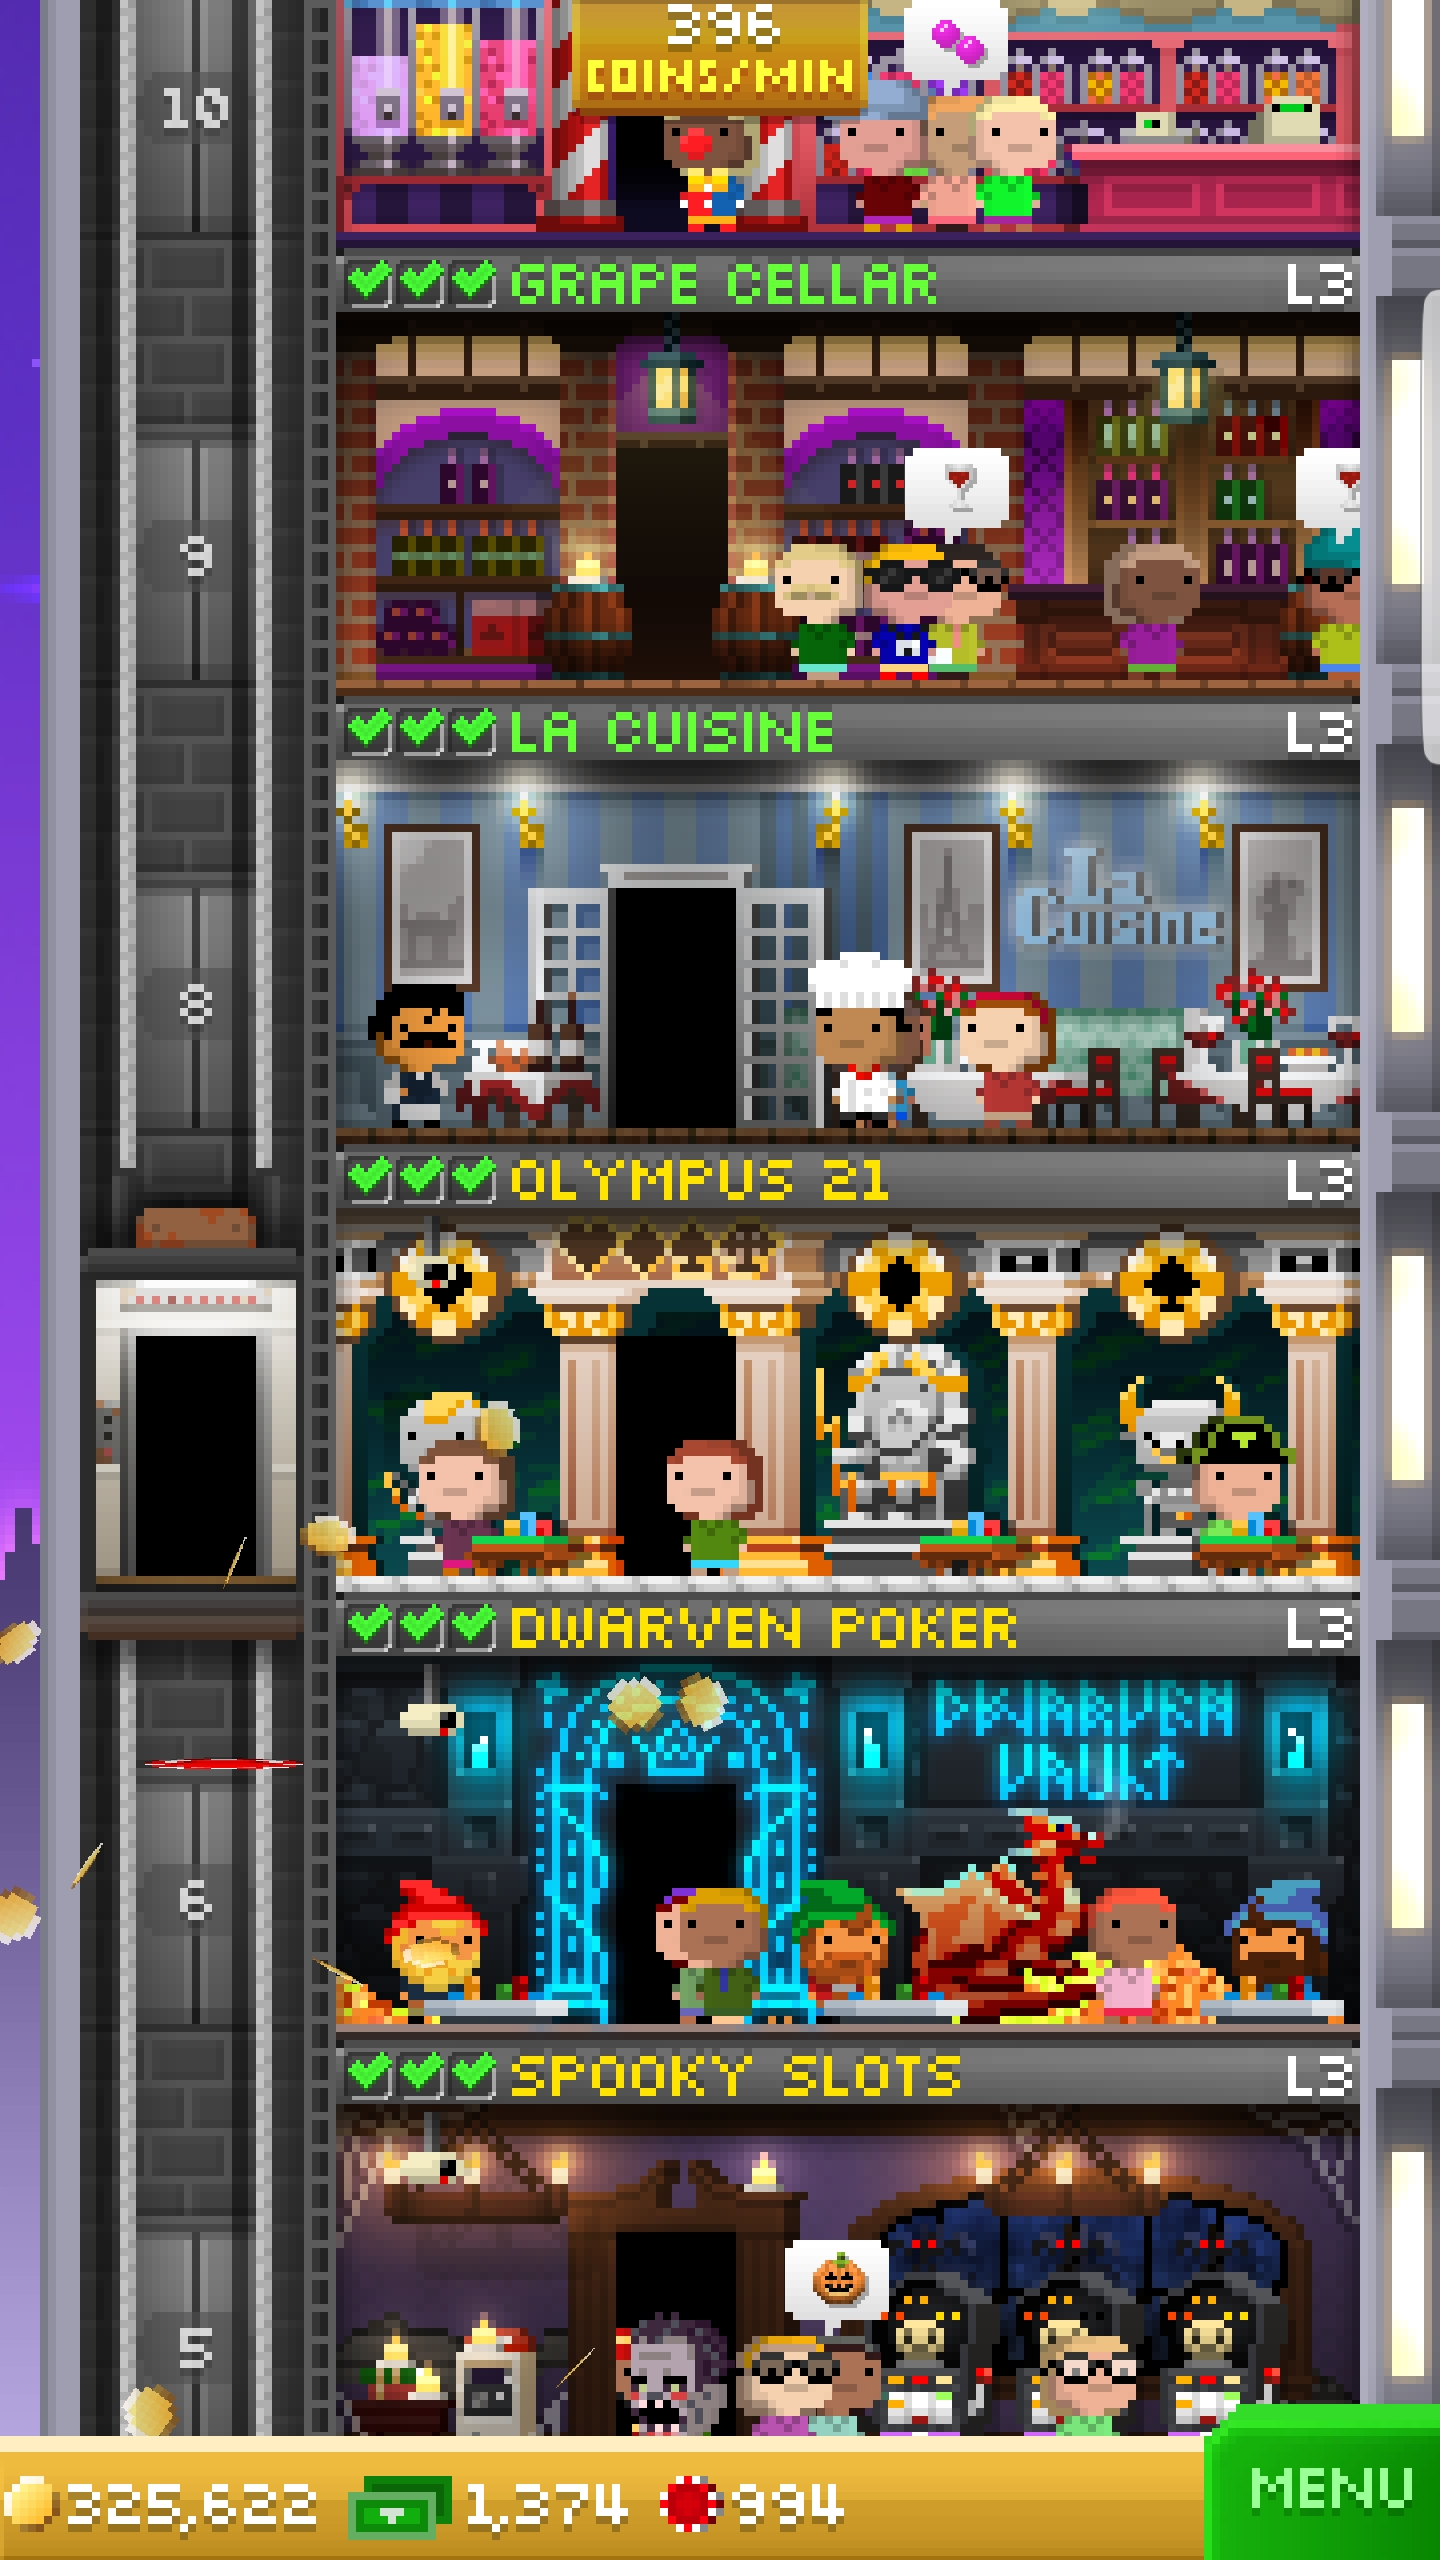 396
COINS/MIN
10
GRAPE CELLAR L3
9
LA CUISINE L3
La
Cuisine
8
OLYMPUS 21 L3
DWARVEN POKER L3
DWARVEN
VAULT
6
SPOOKY SLOTS L3
5
325,622 1,374 994
MENU